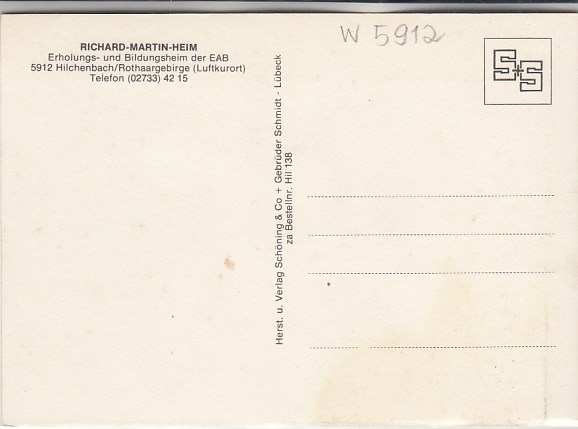 RICHARD-MARTIN-HEIM
Erholungs- und Bildungsheim der EAB
5912 Hilchenbach/Rothaargebirge (Luftkurort)
Telefon (02733) 42 15
Herst. u. Verlag Schöning & Co + Gebrüder Schmidt - Lübeck
za Bestellnr. Hil 138
W 5912
S+S